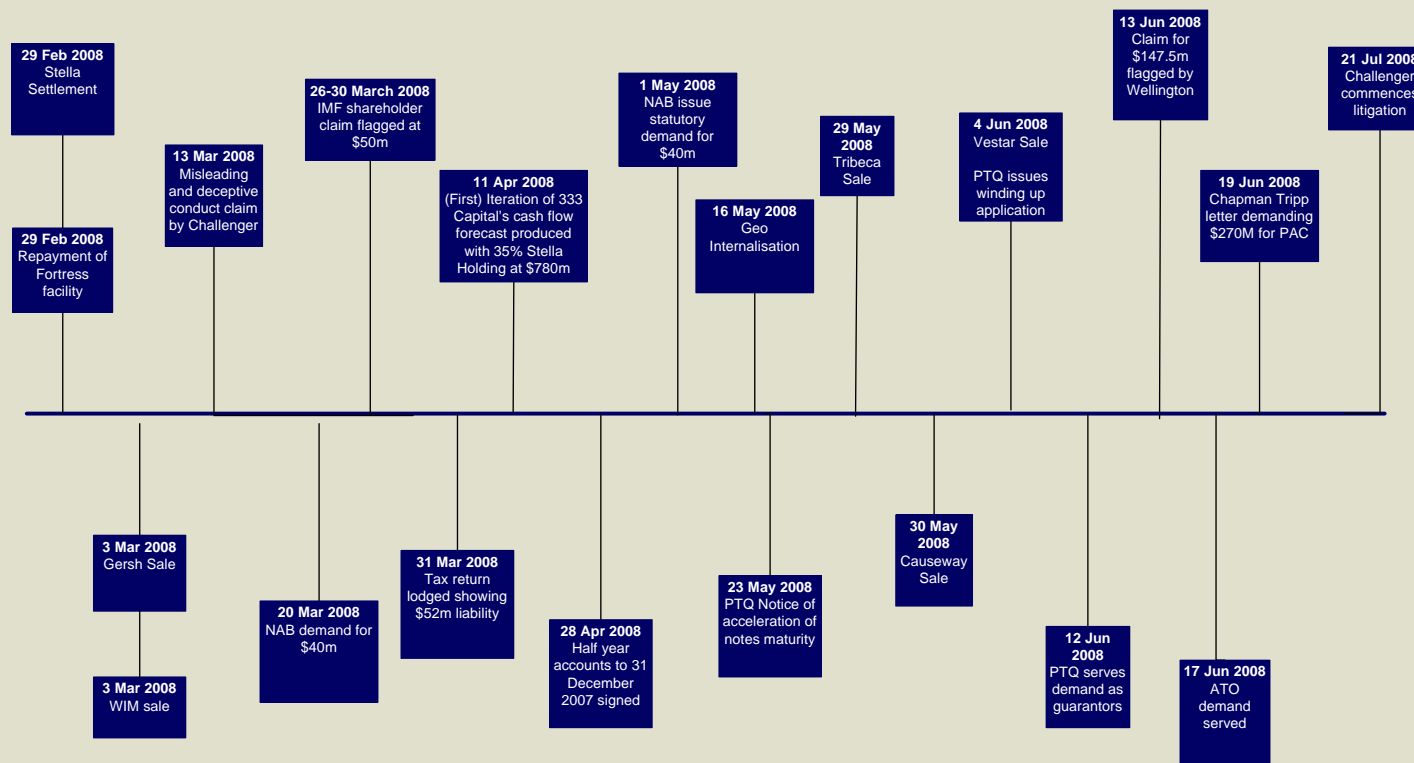 29 Feb 2008
Stella
Settlement
29 Feb 2008
Repayment of
Fortress
facility
13 Mar 2008
Misleading
and deceptive
conduct claim
by Challenger
26-30 March 2008
IMF shareholder
claim flagged at
$50m
11 Apr 2008
(First) Iteration of 333
Capital's cash flow
forecast produced
with 35% Stella
Holding at $780m
1 May 2008
NAB issue
statutory
demand for
$40m
16 May 2008
Geo
Internalisation
29 May
2008
Tribeca
Sale
4 Jun 2008
Vestar Sale
PTQ issues
winding up
application
13 Jun 2008
Claim for
$147.5m
flagged by
Wellington
19 Jun 2008
Chapman Tripp
letter demanding
$270M for PAC
21 Jul 2008
Challenger
commences
litigation
3 Mar 2008
Gersh Sale
3 Mar 2008
WIM sale
20 Mar 2008
NAB demand for
$40m
31 Mar 2008
Tax return
lodged showing
$52m liability
28 Apr 2008
Half year
accounts to 31
December
2007 signed
23 May 2008
PTQ Notice of
acceleration of
notes maturity
30 May
2008
Causeway
Sale
12 Jun
2008
PTQ serves
demand as
guarantors
17 Jun 2008
ATO
demand
served